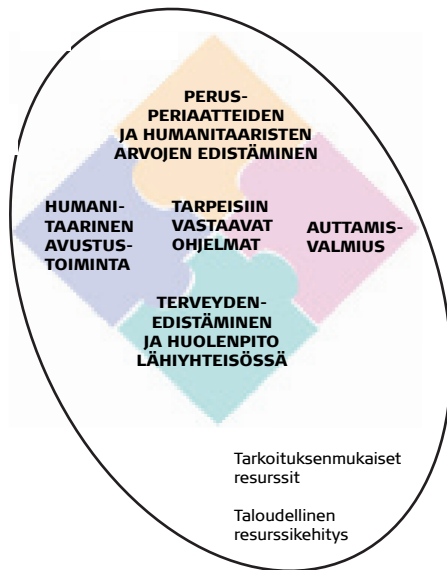 PERUS-
PERIAATTEIDEN
JA HUMANITAARISTEN
ARVOJEN EDISTÄMINEN
HUMANI-
TAARINEN
AVUSTUS-
TOIMINTA
TARPEISIIN
VASTAAVAT
OHJELMAT
AUTTAMIS-
VALMIUS
TERVEYDEN-
EDISTÄMINEN
JA HUOLENPITO
LÄHIYHTEISÖSSÄ
Tarkoituksenmukaiset
resurssit
Taloudellinen
resurssikehitys